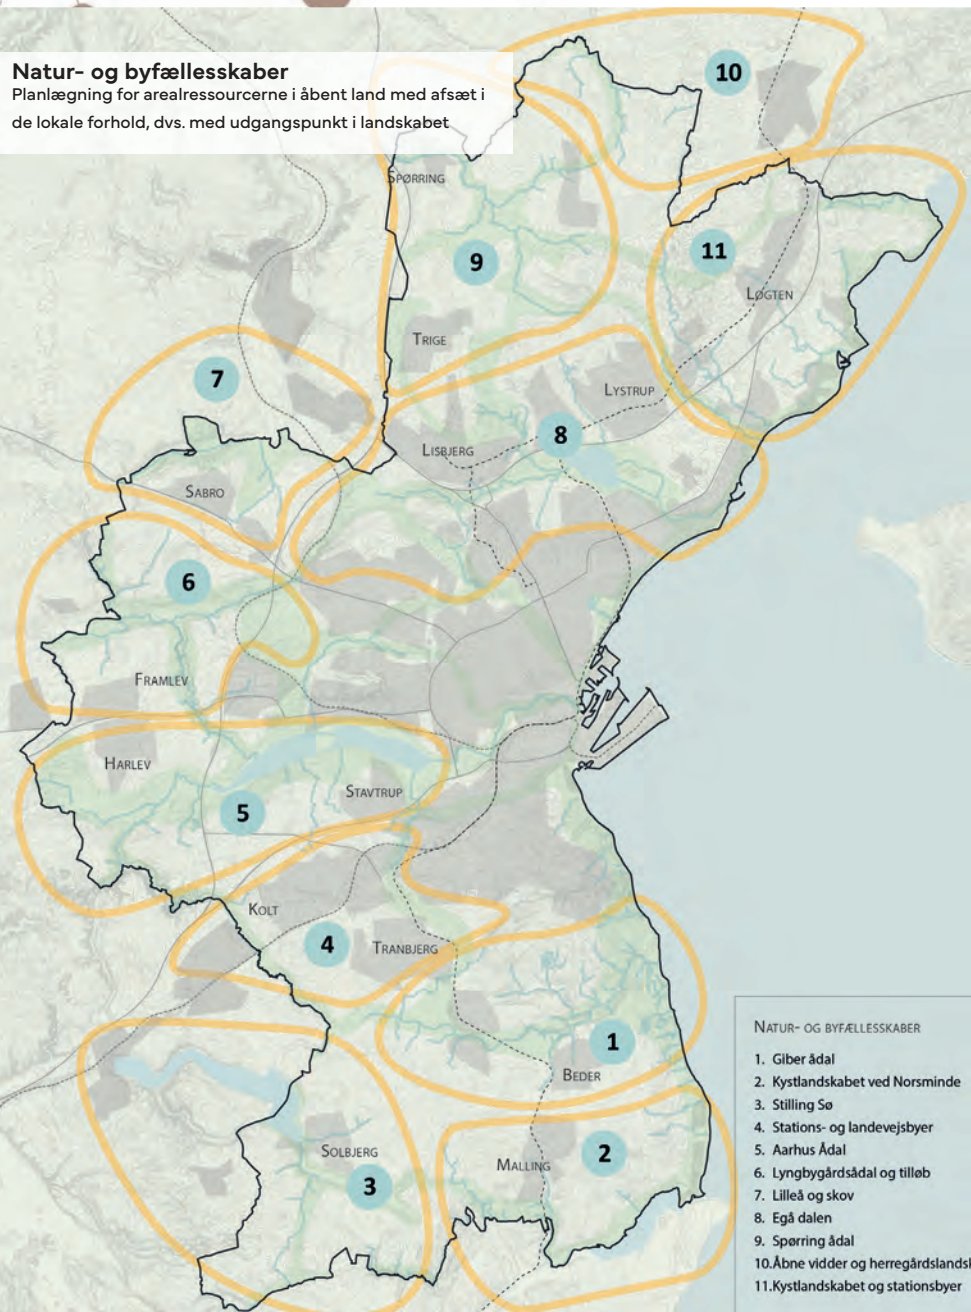 Natur- og byfællesskaber
Planlægning for arealressourcerne i åbent land med afsæt i
de lokale forhold, dvs. med udgangspunkt i landskabet
10
SPØRRING
9
11
LØGTEN
TRIGE
7
LYSTRUP
8
LISBJERG
SABRO
6
FRAMLEV
HARLEV
STAVTRUP
5
KOLT
4
TRANBJERG
1
BEDER
SOLBJERG
2
MALLING
3
NATUR- OG BYFÆLLESSKABER
1. Giber ådal
2. Kystlandskabet ved Norsminde
3. Stilling Sø
4. Stations- og landevejsbyer
5. Aarhus Ådal
6. Lyngbygårdsådal og tilløb
7. Lilleå og skov
8. Egå dalen
9. Spørring ådal
10.Åbne vidder og herregårdslandsk
11.Kystlandskabet og stationsbyer